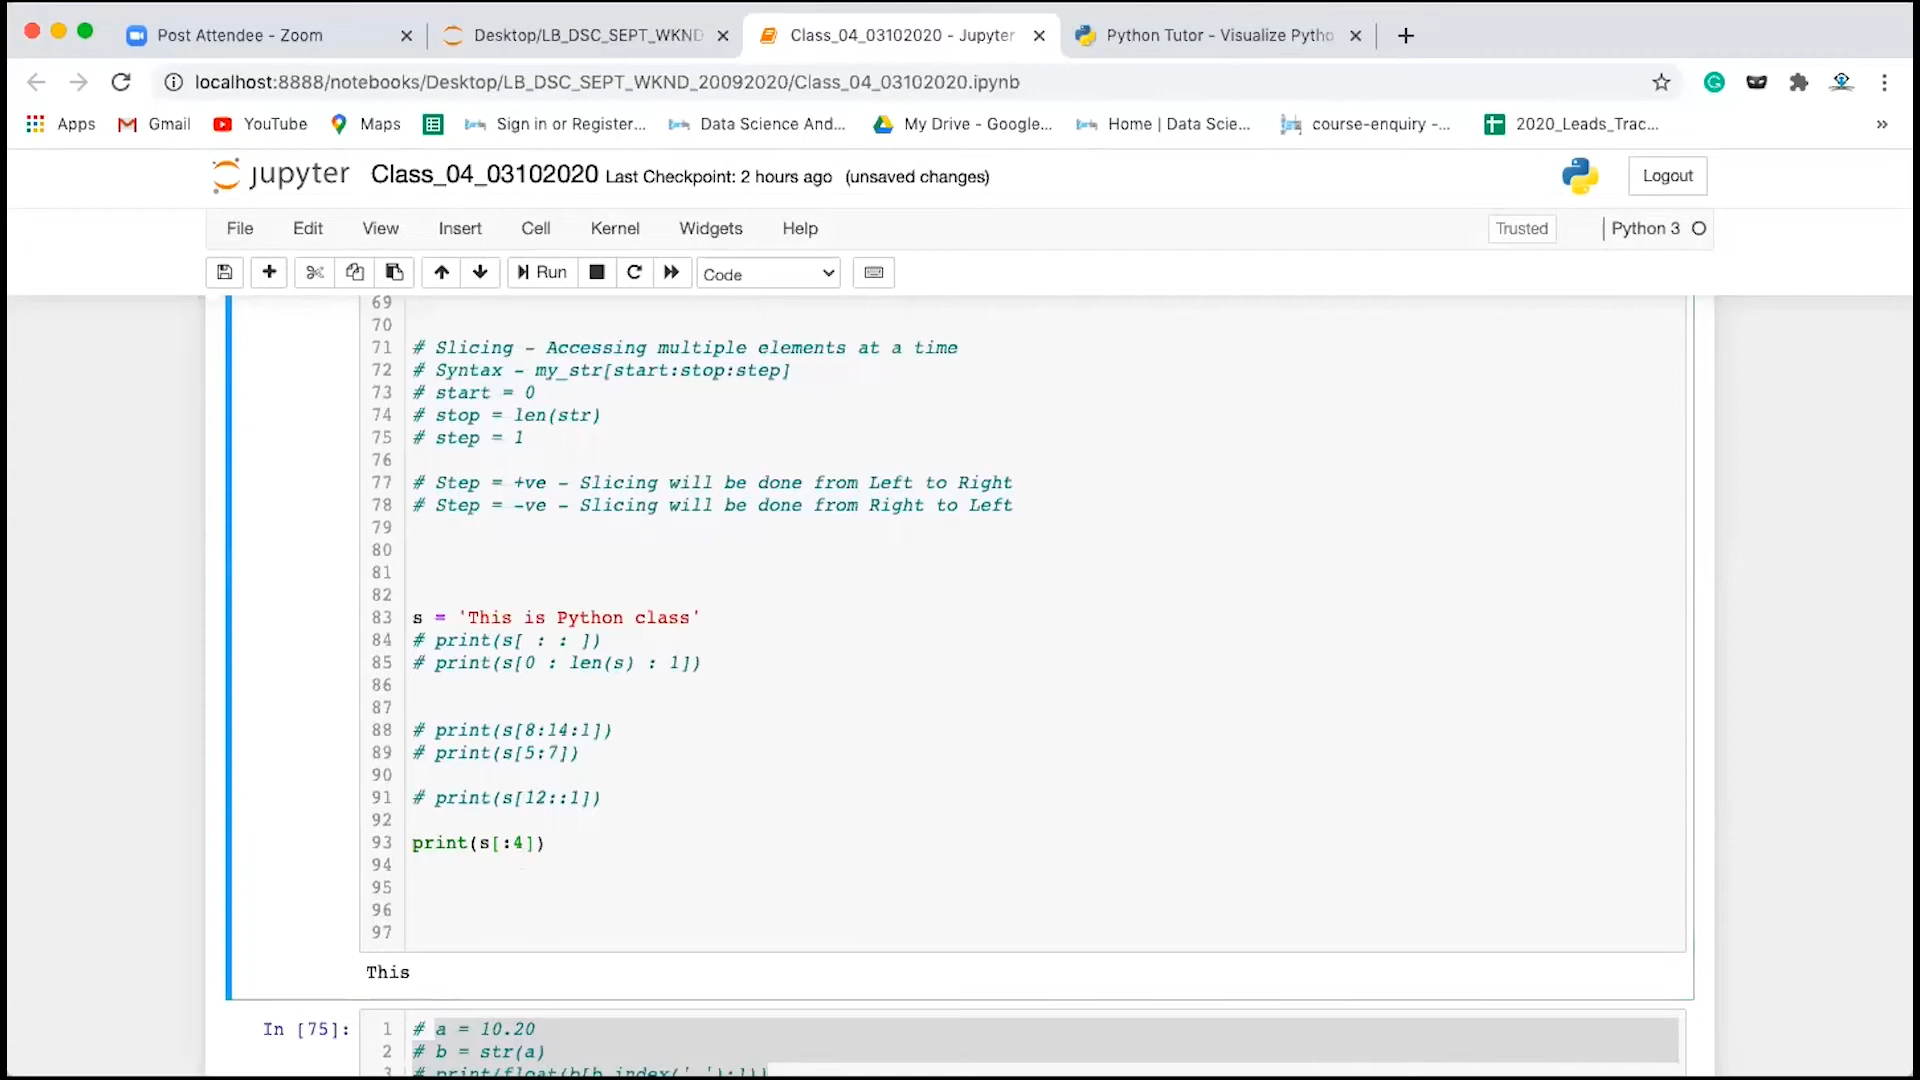 Post Attendee - Zoom
Desktop/LB_DSC_SEPT_WKND
Class_04_03102020 - Jupyter
Python Tutor - Visualize Pytho
localhost:8888/notebooks/Desktop/LB_DSC_SEPT_WKND_20092020/Class_04_03102020.ipynb
Apps
Gmail
YouTube
Maps
Sign in or Register...
Data Science And...
My Drive - Google...
Home | Data Scie...
course-enquiry -...
2020_Leads_Trac...
jupyter Class_04_03102020 Last Checkpoint: 2 hours ago (unsaved changes)
Logout
File Edit View Insert Cell Kernel Widgets Help
Trusted
Python 3
Run
Code
69
70
71 # Slicing - Accessing multiple elements at a time
72 # Syntax - my_str[start:stop:step]
73 # start = 0
74 # stop = len(str)
75 # step = 1
76
77 # Step = +ve - Slicing will be done from Left to Right
78 # Step = -ve - Slicing will be done from Right to Left
79
80
81
82
83 s = 'This is Python class'
84 # print(s[ : : ])
85 # print(s[0 : len(s) : 1])
86
87
88 # print(s[8:14:1])
89 # print(s[5:7])
90
91 # print(s[12::1])
92
93 print(s[:4])
94
95
96
97
This
In [75]:
1 # a = 10.20
2 # b = str(a)
3 # print(float(b[b.index('.'):]))